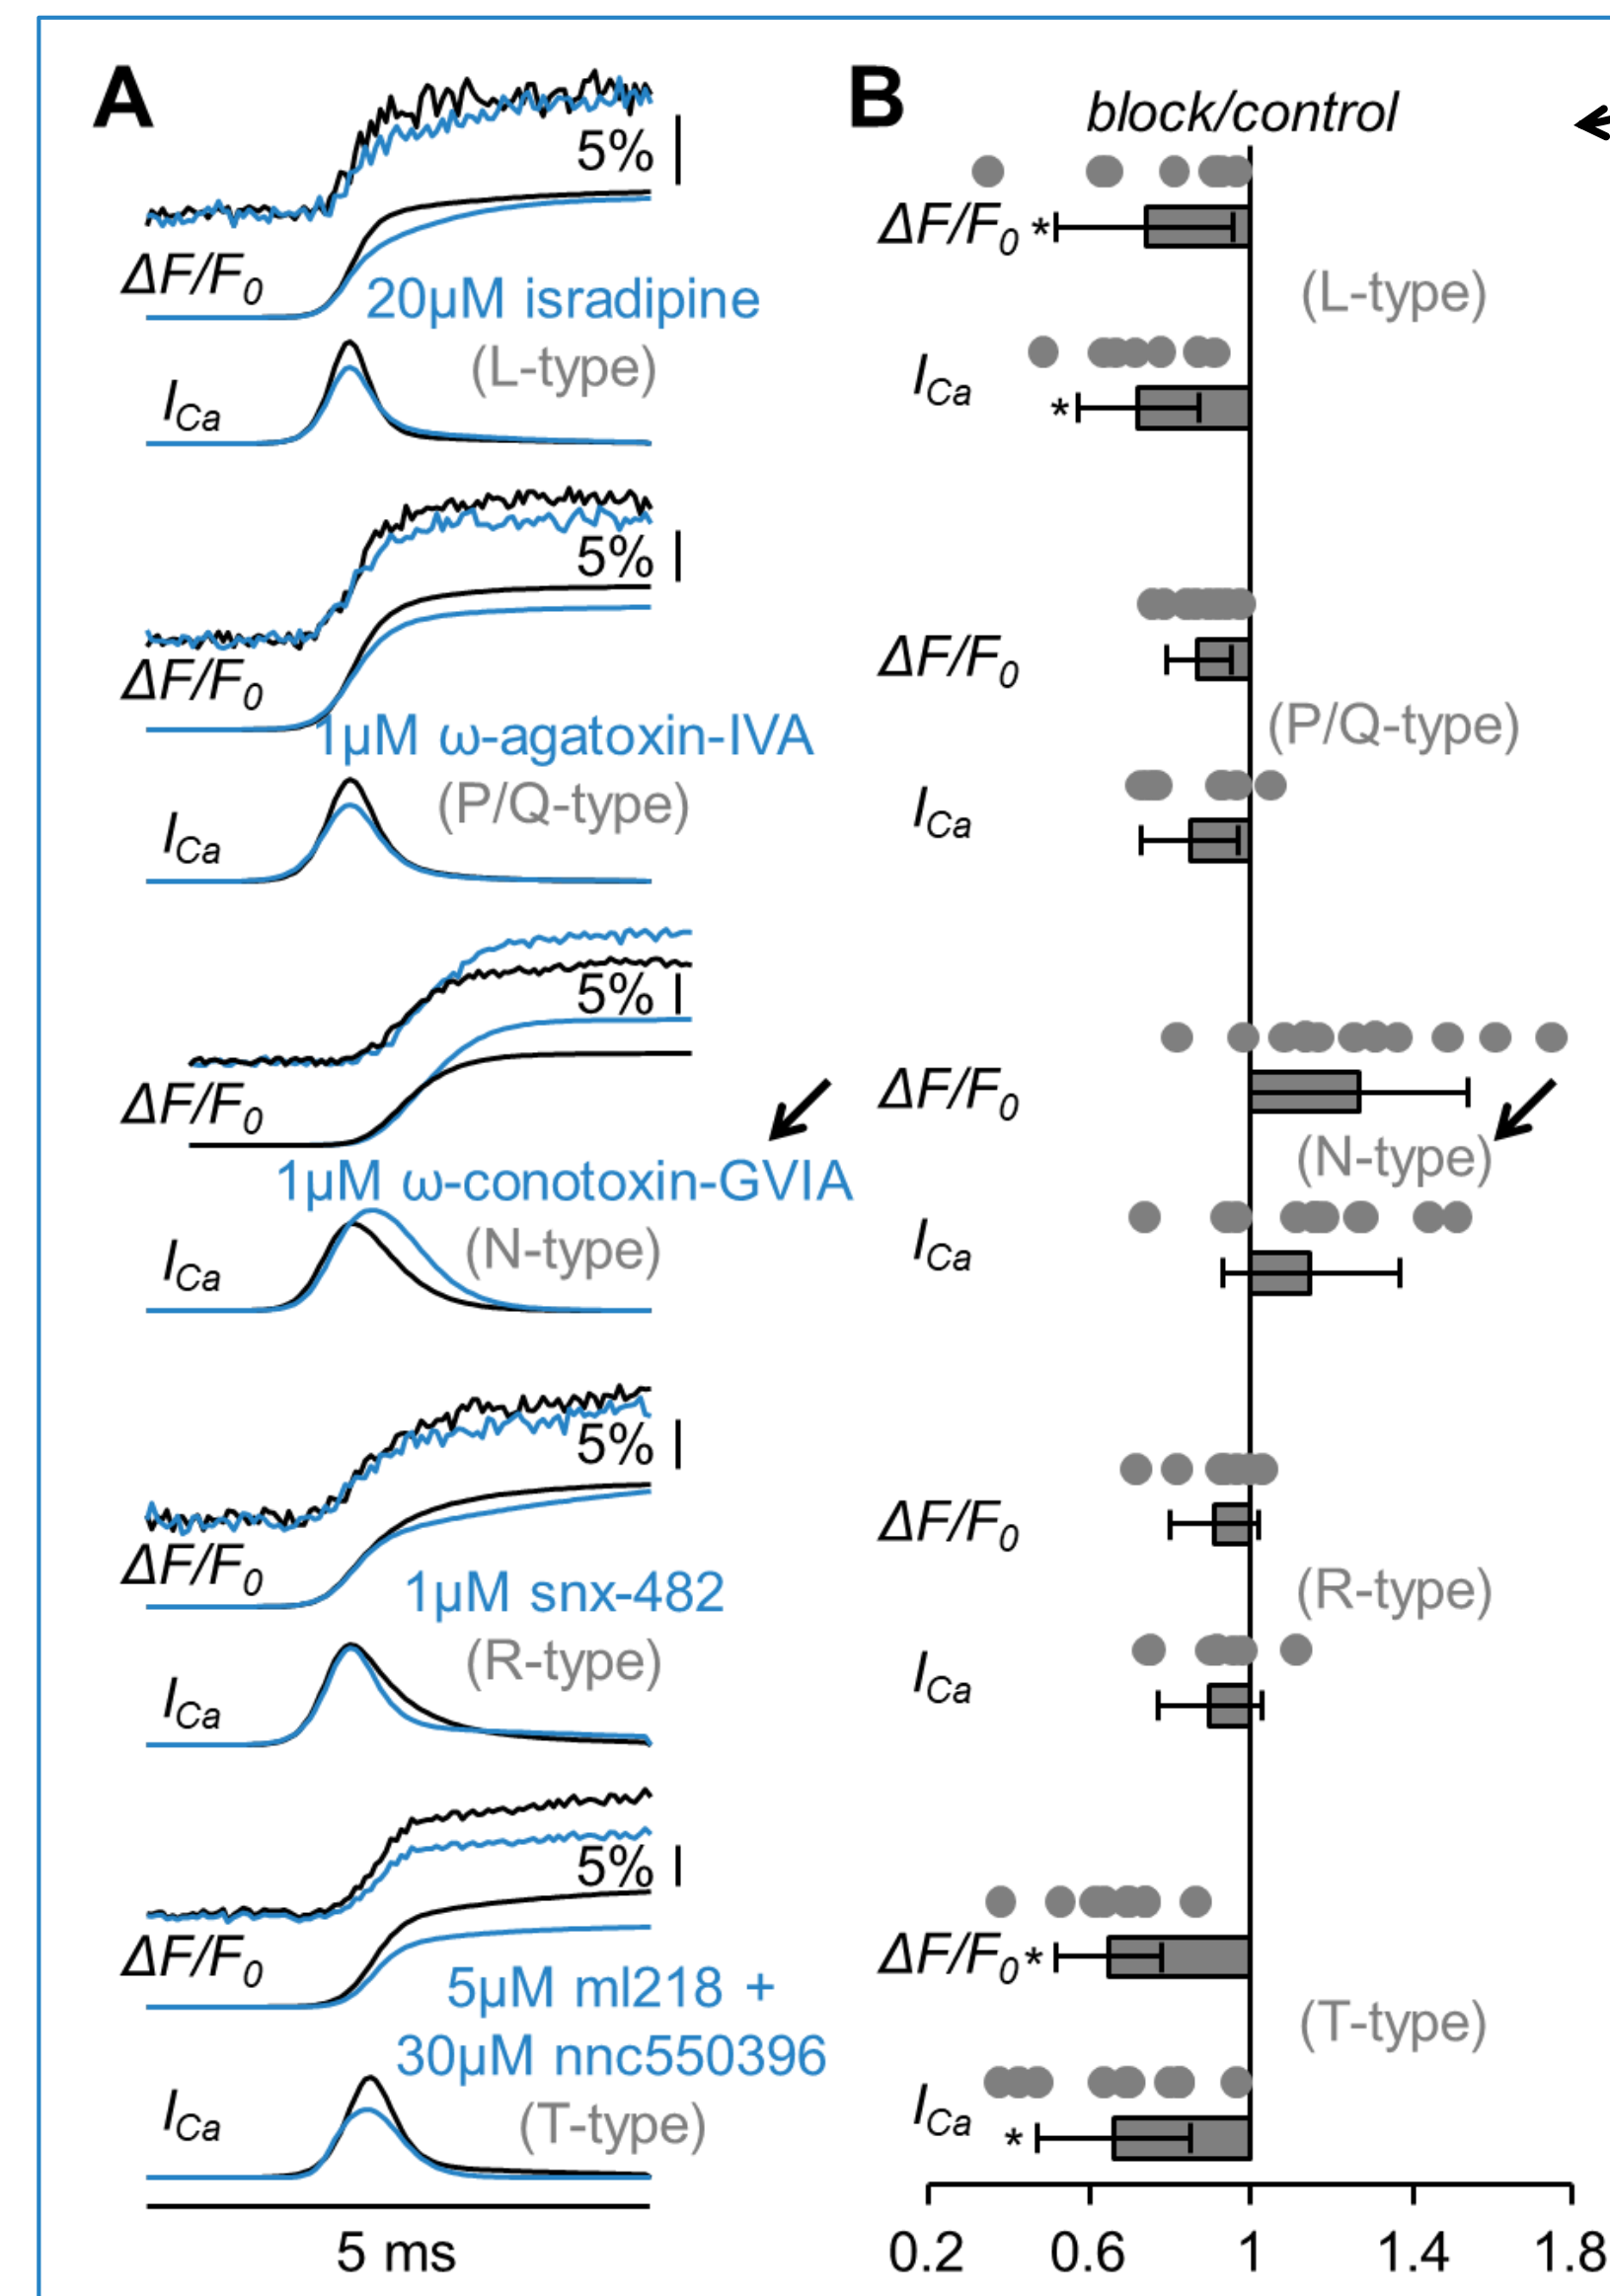 A
5%
ΔF/F0
20µM isradipine
(L-type)
ICa
5%
ΔF/F0
1µM ω-agatoxin-IVA
(P/Q-type)
ICa
5%
ΔF/F0
1µM ω-conotoxin-GVIA
(N-type)
ICa
5%
ΔF/F0
1µM snx-482
(R-type)
ICa
5%
ΔF/F0
5µM ml218 +
30µM nnc550396
(T-type)
ICa
5 ms
B
block/control
ΔF/F0 *
(L-type)
ICa
*
ΔF/F0
(P/Q-type)
ICa
ΔF/F0
(N-type)
ICa
ΔF/F0
(R-type)
ICa
ΔF/F0 *
(T-type)
ICa
*
0.2 0.6 1 1.4 1.8